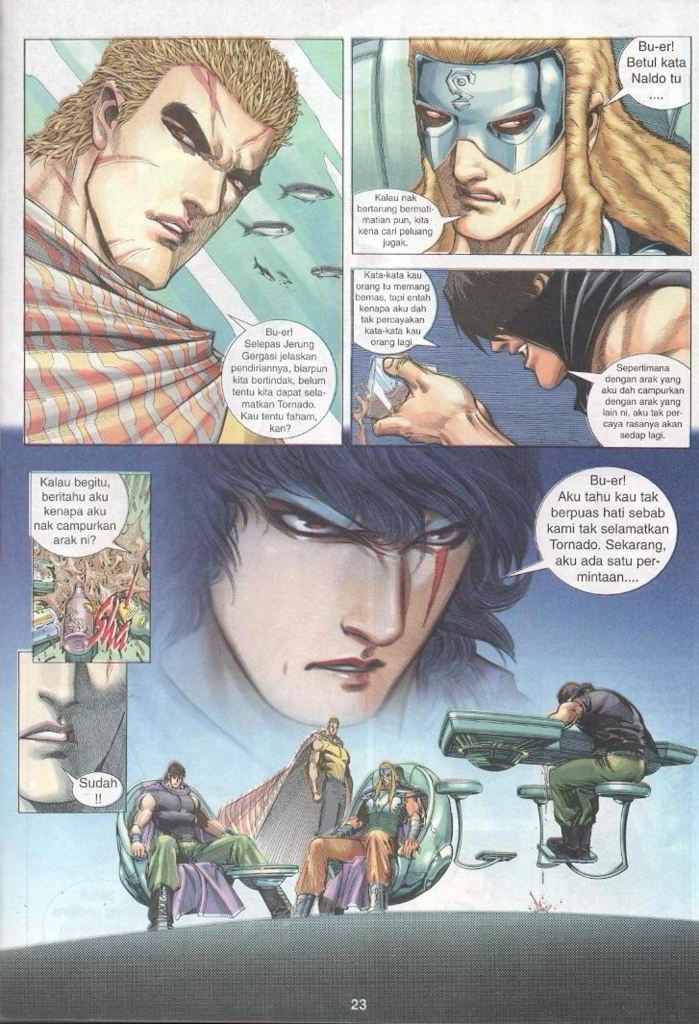 Bu-er!
Selepas Jerung
Gergasi jelaskan
pendiriannya, biarpun
kita bertindak, belum
tentu kita dapat sela-
matkan Tornado.
Kau tentu faham,
kan?
Bu-er!
Betul kata
Naldo tu
....
Kalau nak
bertarung bermati-
matian pun, kita
kena cari peluang
jugak.
Kata-kata kau
orang tu memang
bernas, tapi entah
kenapa aku dah
tak percayakan
kata-kata kau
orang lagi.
Sepertimana
dengan arak yang
aku dah campurkan
dengan arak yang
lain ni, aku tak per-
caya rasanya akan
sedap lagi.
Kalau begitu,
beritahu aku
kenapa aku
nak campurkan
arak ni?
Bu-er!
Aku tahu kau tak
berpuas hati sebab
kami tak selamatkan
Tornado. Sekarang,
aku ada satu per-
mintaan....
Sudah
!!
23